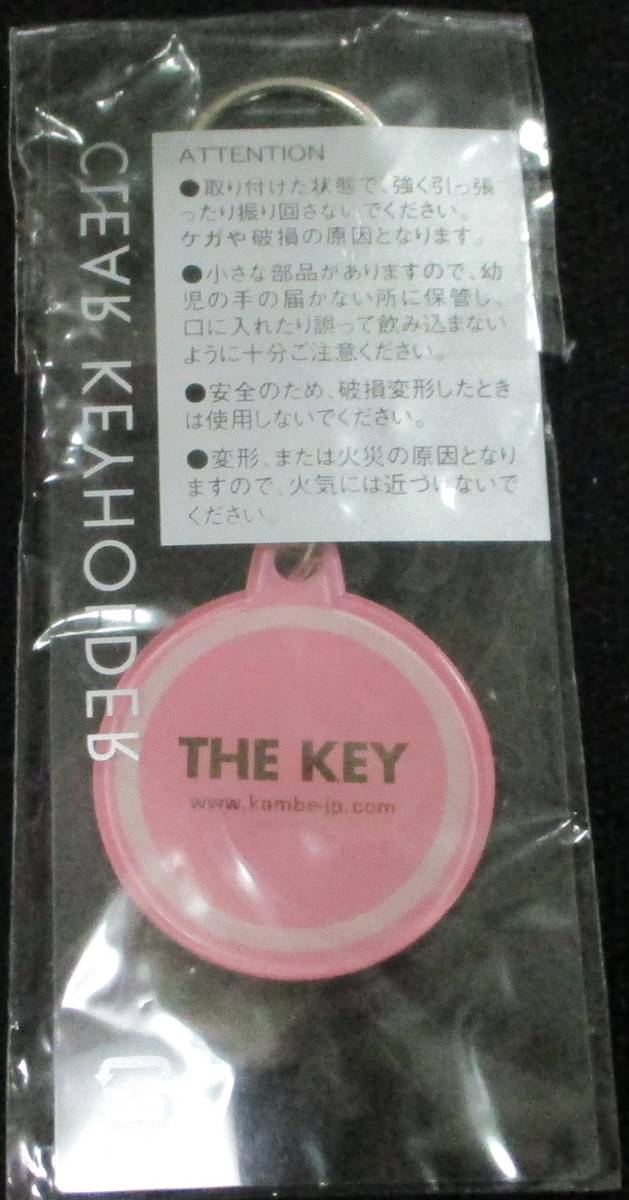 ATTENTION
●取り付けた状態で、強く引っ張
ったり振り回さないでください。
ケガや破損の原因となります。
●小さな部品がありますので、幼
児の手の届かない所に保管し、
口に入れたり誤って飲み込まない
ように十分ご注意ください。
●安全のため、破損変形したとき
は使用しないでください。
●変形、または火災の原因となり
ますので、火気には近づけないで
ください。
CLEAR KEYHOLDER
THE KEY
www.kambe-jp.com